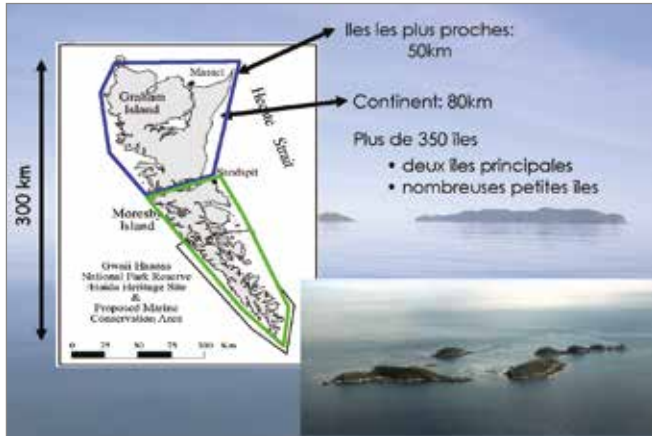 Iles les plus proches:
50km
Continent: 80km
Plus de 350 îles
• deux îles principales
• nombreuses petites îles
300 km
Masset
Graham
Island
Hecate Strait
Sandspit
Moresby
Island
Gwaii Haanas
National Park Reserve
Haida Heritage Site
&
Proposed Marine
Conservation Area
0 25 50 75 100 Km